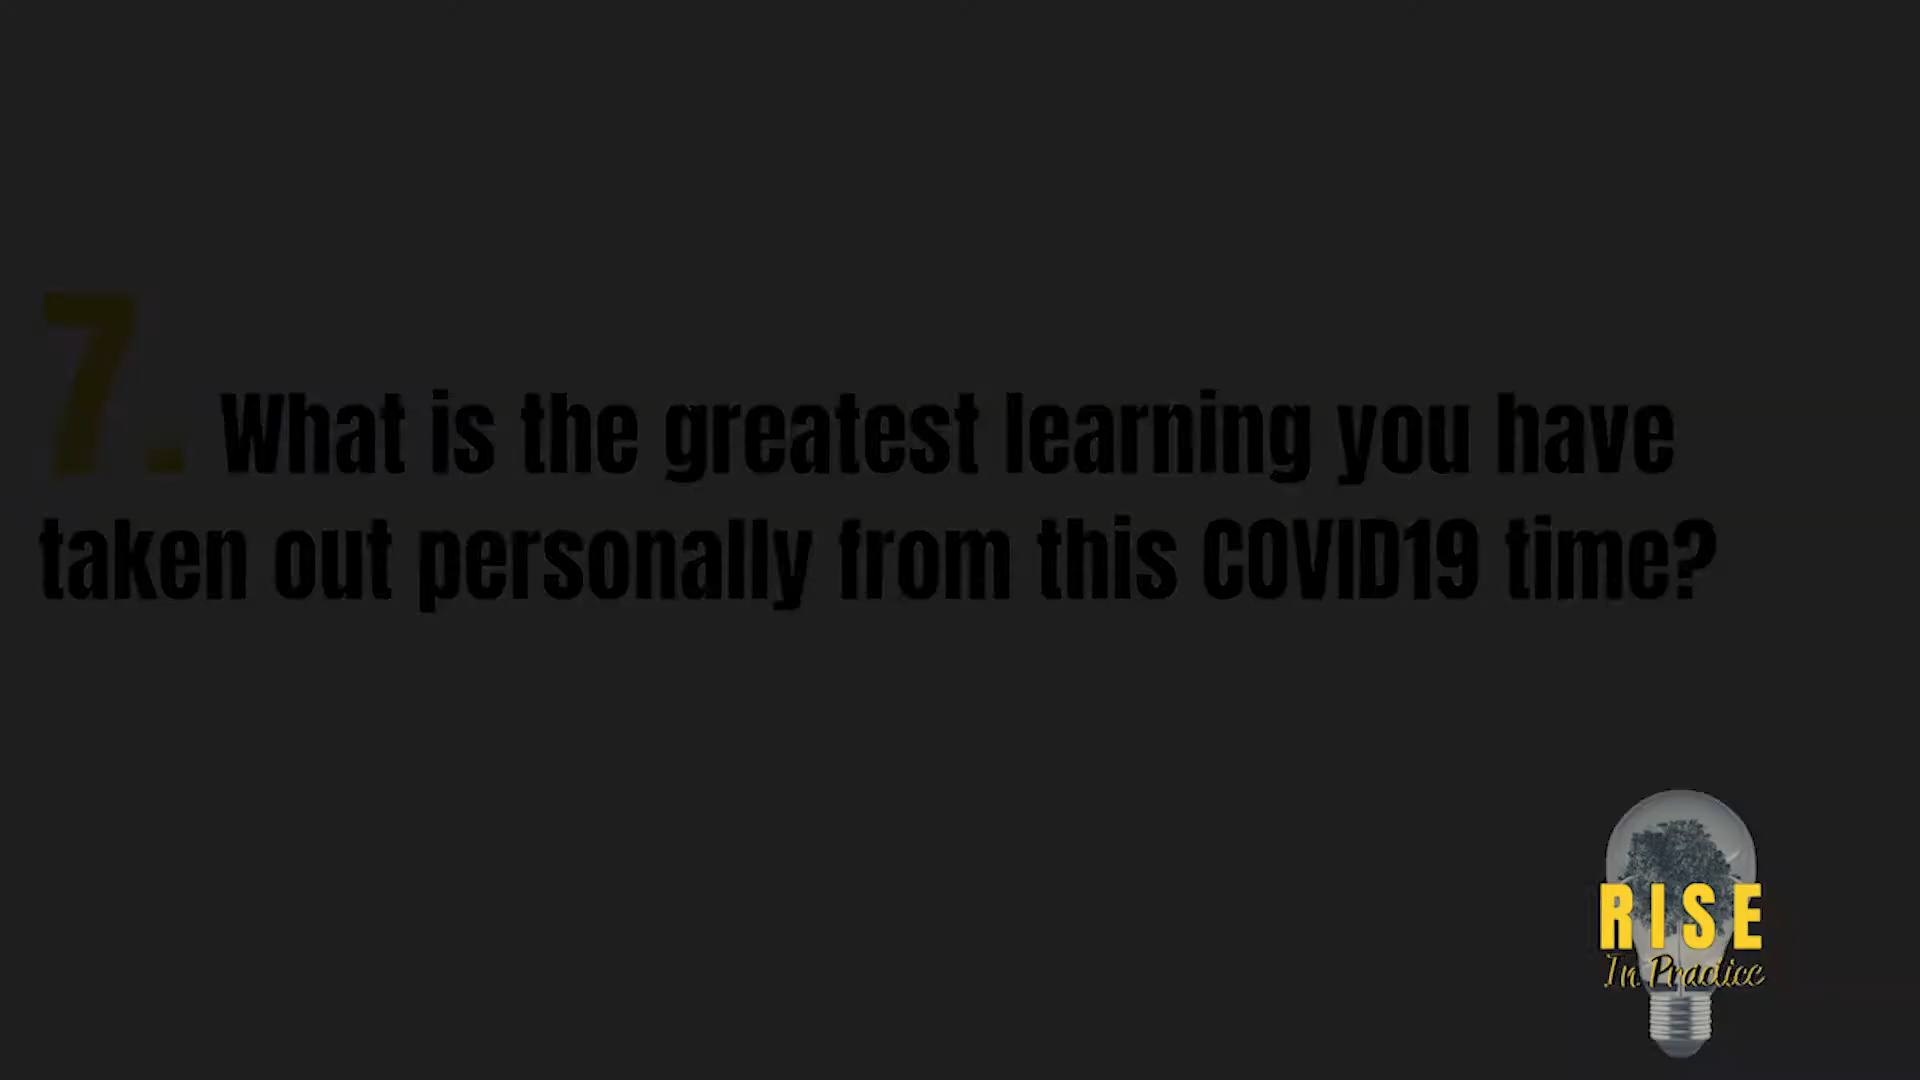 7. What is the greatest learning you have
taken out personally from this COVID19 time?
RISE
In Practice